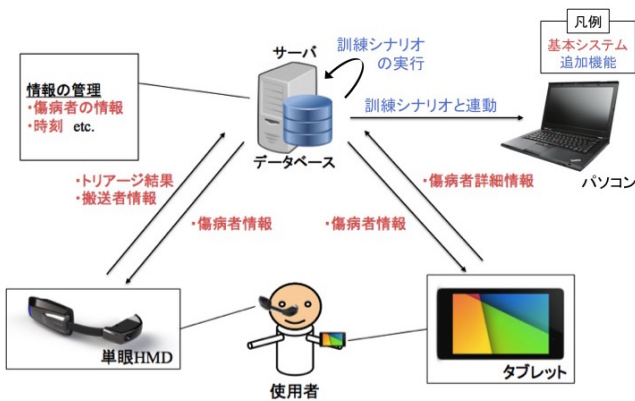 サーバ
訓練シナリオ
の実行
凡例
基本システム
追加機能
情報の管理
・傷病者の情報
・時刻 etc.
訓練シナリオと連動
データベース
パソコン
・トリアージ結果
・搬送者情報
・傷病者情報
・傷病者情報
・傷病者詳細情報
単眼HMD
使用者
タブレット